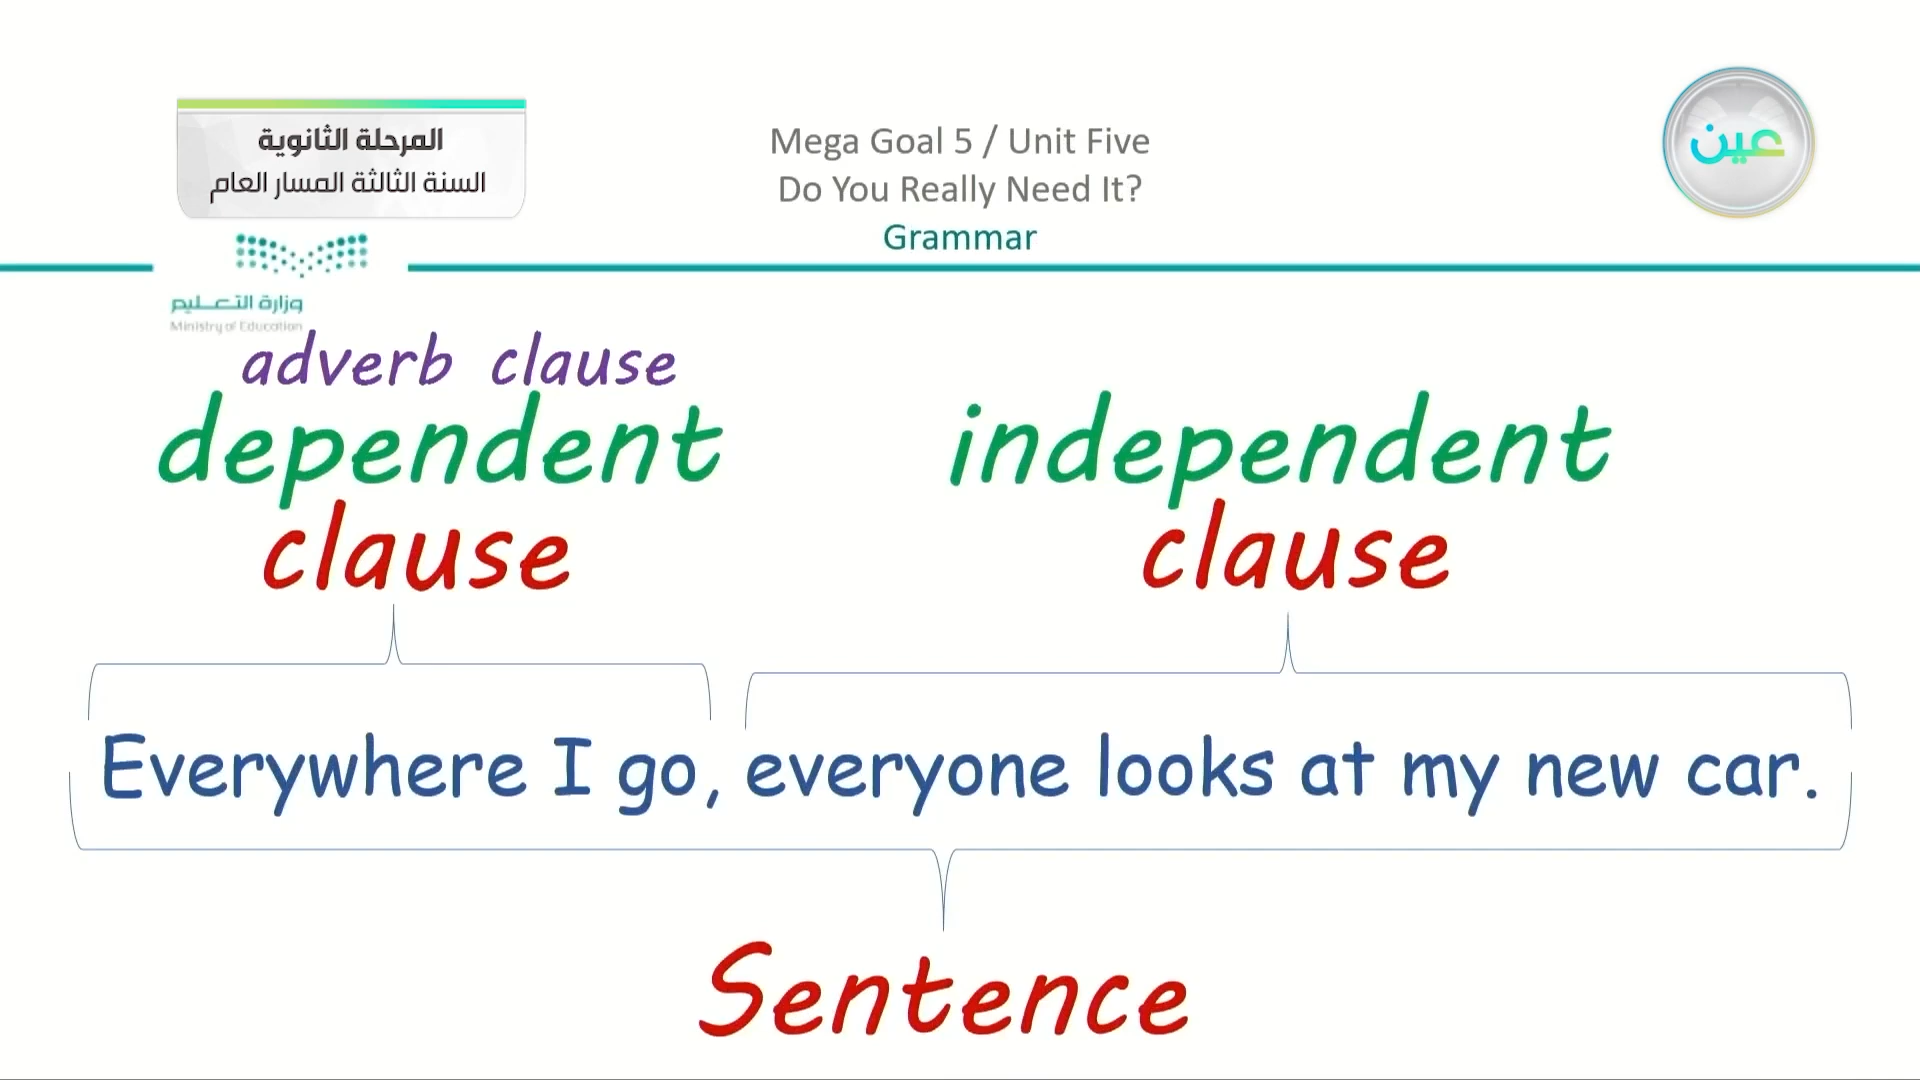 المرحلة الثانوية
السنة الثالثة المسار العام
Mega Goal 5 / Unit Five
Do You Really Need It?
Grammar
عين
وزارة التعليم
Ministry of Education
adverb clause
dependent
clause
independent
clause
Everywhere I go, everyone looks at my new car.
Sentence